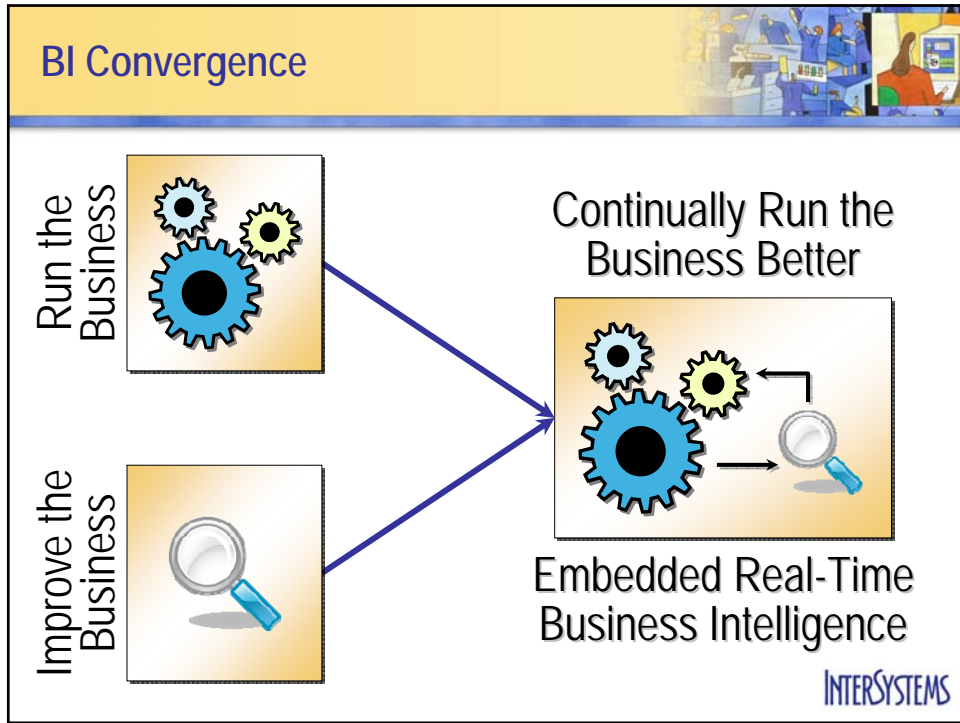 BI Convergence
Run the
Business
Continually Run the
Business Better
Improve the
Business
Embedded Real-Time
Business Intelligence
INTERSYSTEMS